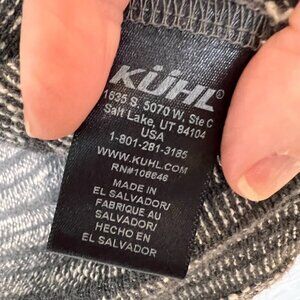 KÜHL®
1635 S. 5070 W, Ste C
Salt Lake, UT 84104
USA
1-801-281-3185
WWW.KUHL.COM
RN#106646
MADE IN
EL SALVADOR/
FABRIQUE AU
SALVADOR/
HECHO EN
EL SALVADOR